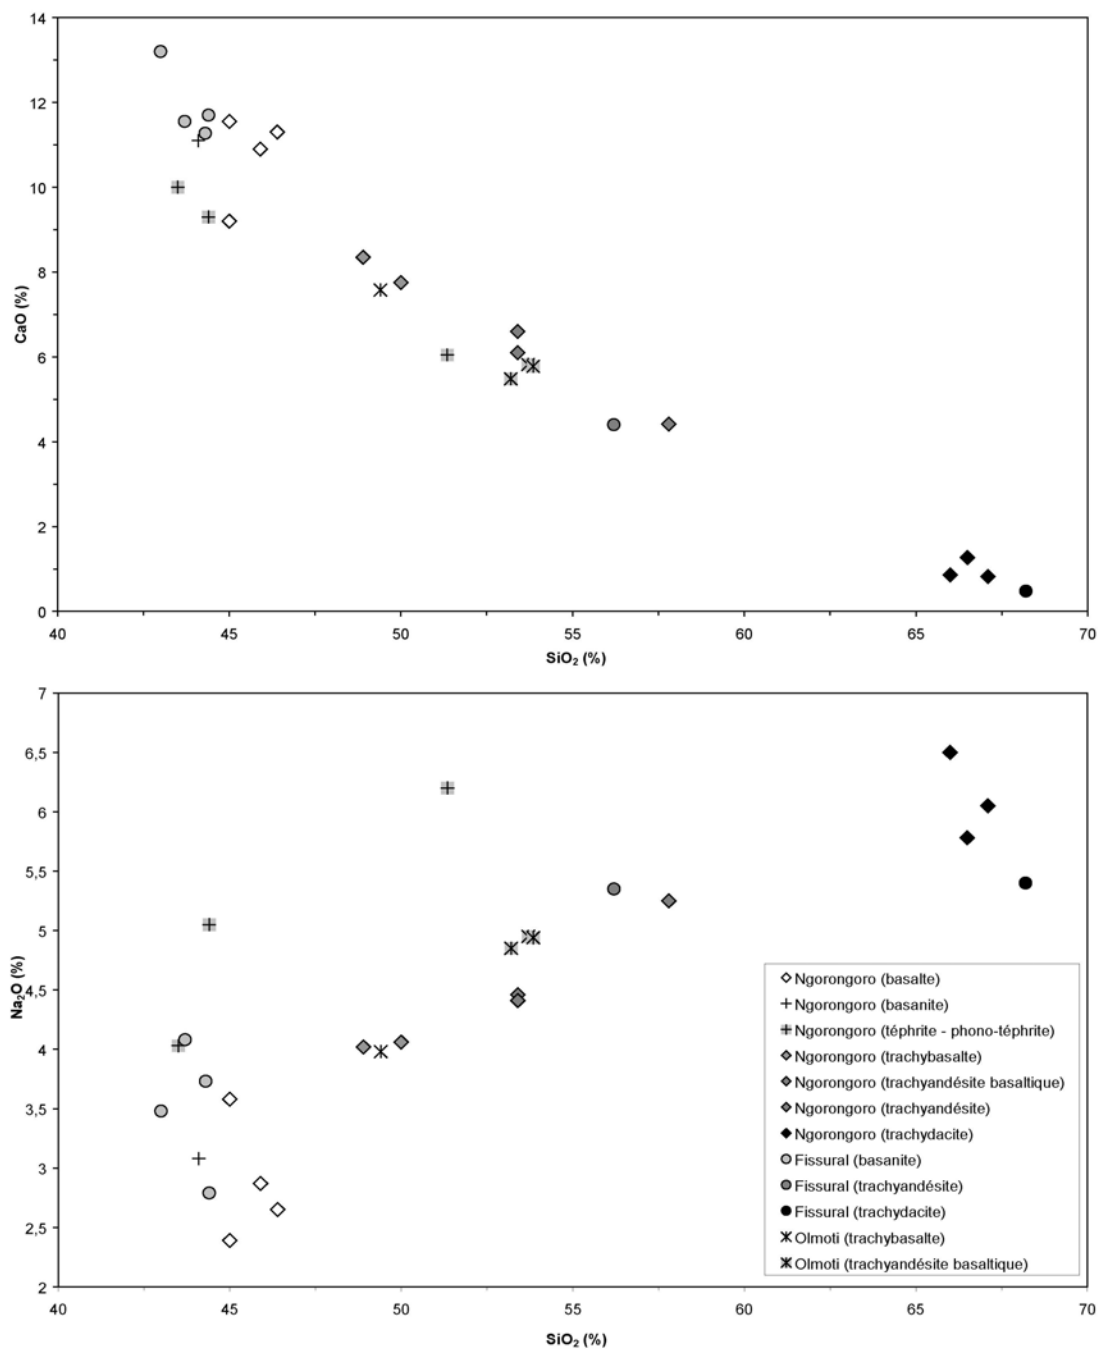 14
12
10
8
6
4
2
0
CaO (%)
40 45 50 55 60 65 70
SiO₂ (%)
7
6,5
6
5,5
5
4,5
4
3,5
3
2,5
2
Na₂O (%)
Ngorongoro (basalte)
Ngorongoro (basanite)
Ngorongoro (téphrite - phono-téphrite)
Ngorongoro (trachybasalte)
Ngorongoro (trachyandésite basaltique)
Ngorongoro (trachyandésite)
Ngorongoro (trachydacite)
Fissural (basanite)
Fissural (trachyandésite)
Fissural (trachydacite)
Olmoti (trachybasalte)
Olmoti (trachyandésite basaltique)
40 45 50 55 60 65 70
SiO₂ (%)